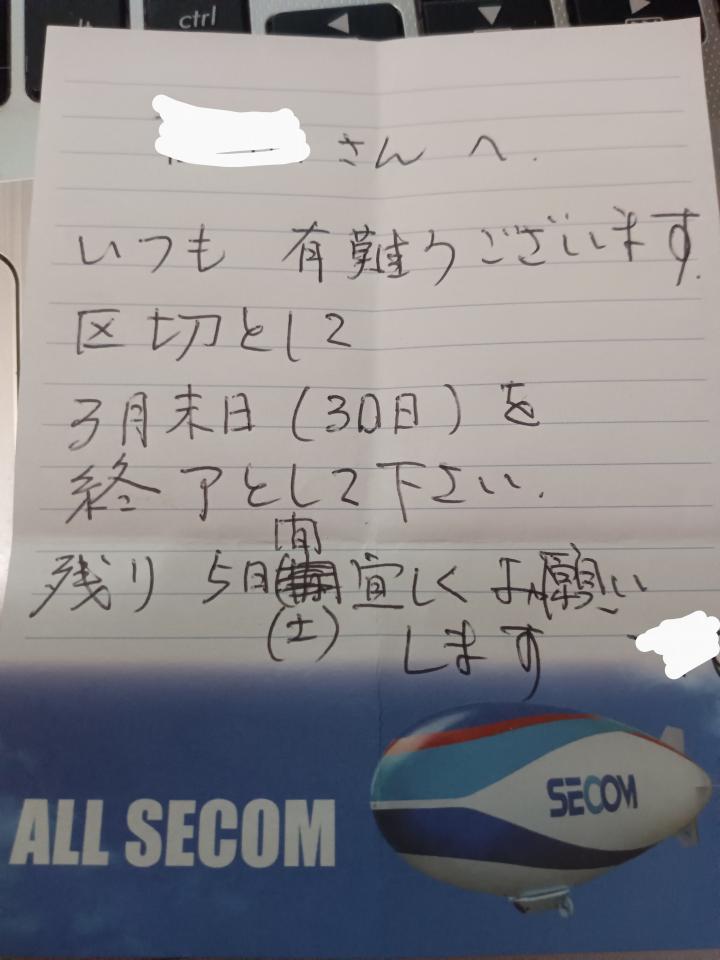 ctrl
さんへ.
いつも 有難うございます.
区切として
3月末日(30日)を
終了として下さい.
残り 5日間宜しくお願い
(土) します
ALL SECOM
SECOM